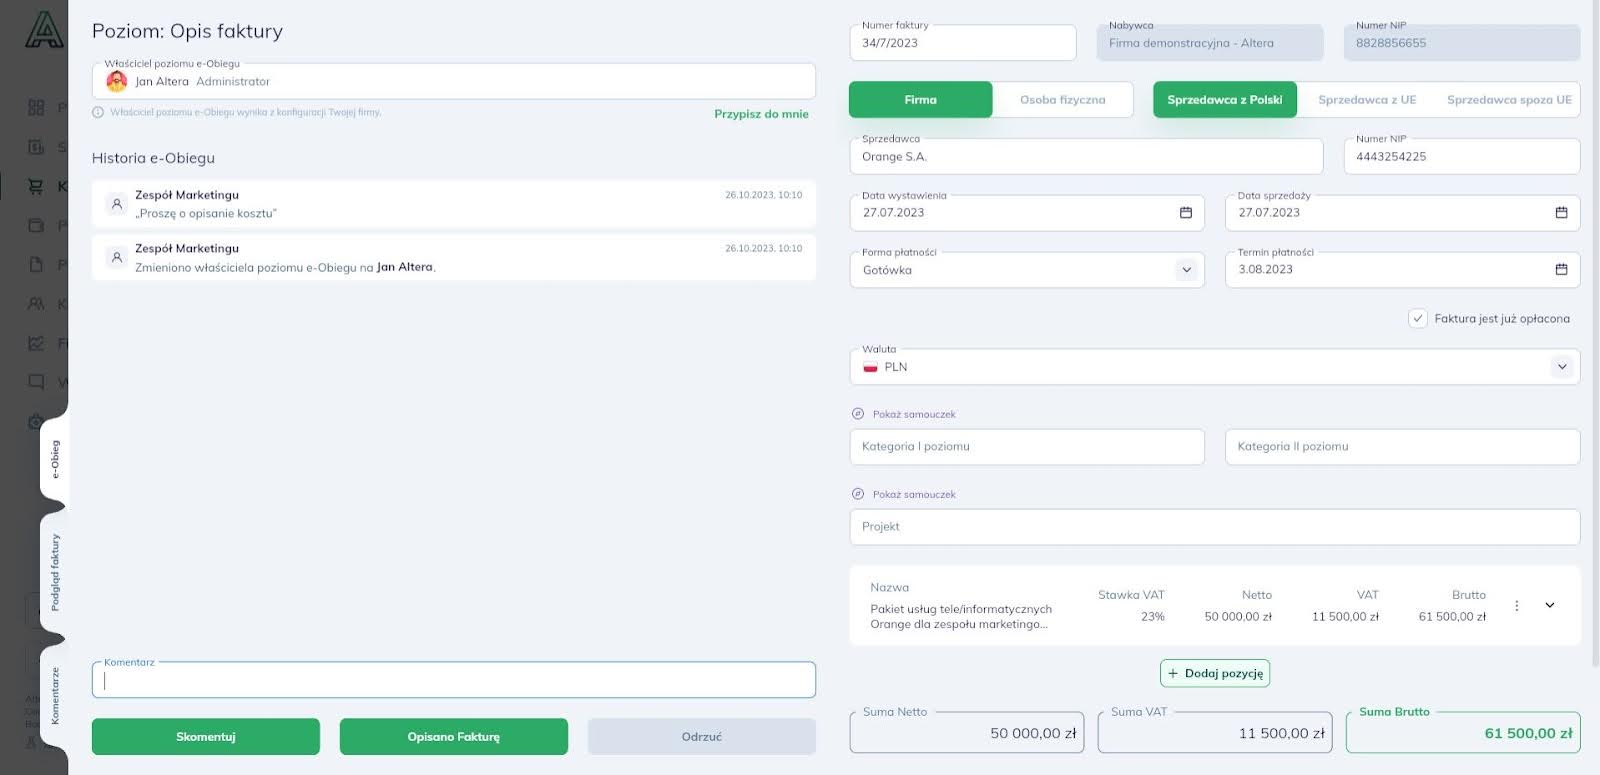 Poziom: Opis faktury
Właściciel poziomu e-Obiegu
Jan Altera Administrator
Właściciel poziomu e-Obiegu wynika z konfiguracji Twojej firmy.
Przypisz do mnie
Historia e-Obiegu
Zespół Marketingu
26.10.2023, 10:10
„Proszę o opisanie kosztu”
Zespół Marketingu
26.10.2023, 10:10
Zmieniono właściciela poziomu e-Obiegu na Jan Altera.
e-Obieg
Podgląd faktury
Komentarze
Komentarz
Skomentuj
Opisano Fakturę
Odrzuć
Numer faktury
34/7/2023
Nabywca
Firma demonstracyjna - Altera
Numer NIP
8828856655
Firma
Osoba fizyczna
Sprzedawca z Polski
Sprzedawca z UE
Sprzedawca spoza UE
Sprzedawca
Orange S.A.
Numer NIP
4443254225
Data wystawienia
27.07.2023
Data sprzedaży
27.07.2023
Forma płatności
Gotówka
Termin płatności
3.08.2023
Faktura jest już opłacona
Waluta
PLN
Pokaż samouczek
Kategoria I poziomu
Kategoria II poziomu
Pokaż samouczek
Projekt
Nazwa
Pakiet usług tele/informatycznych
Orange dla zespołu marketingo...
Stawka VAT
23%
Netto
50 000,00 zł
VAT
11 500,00 zł
Brutto
61 500,00 zł
+ Dodaj pozycję
Suma Netto
50 000,00 zł
Suma VAT
11 500,00 zł
Suma Brutto
61 500,00 zł